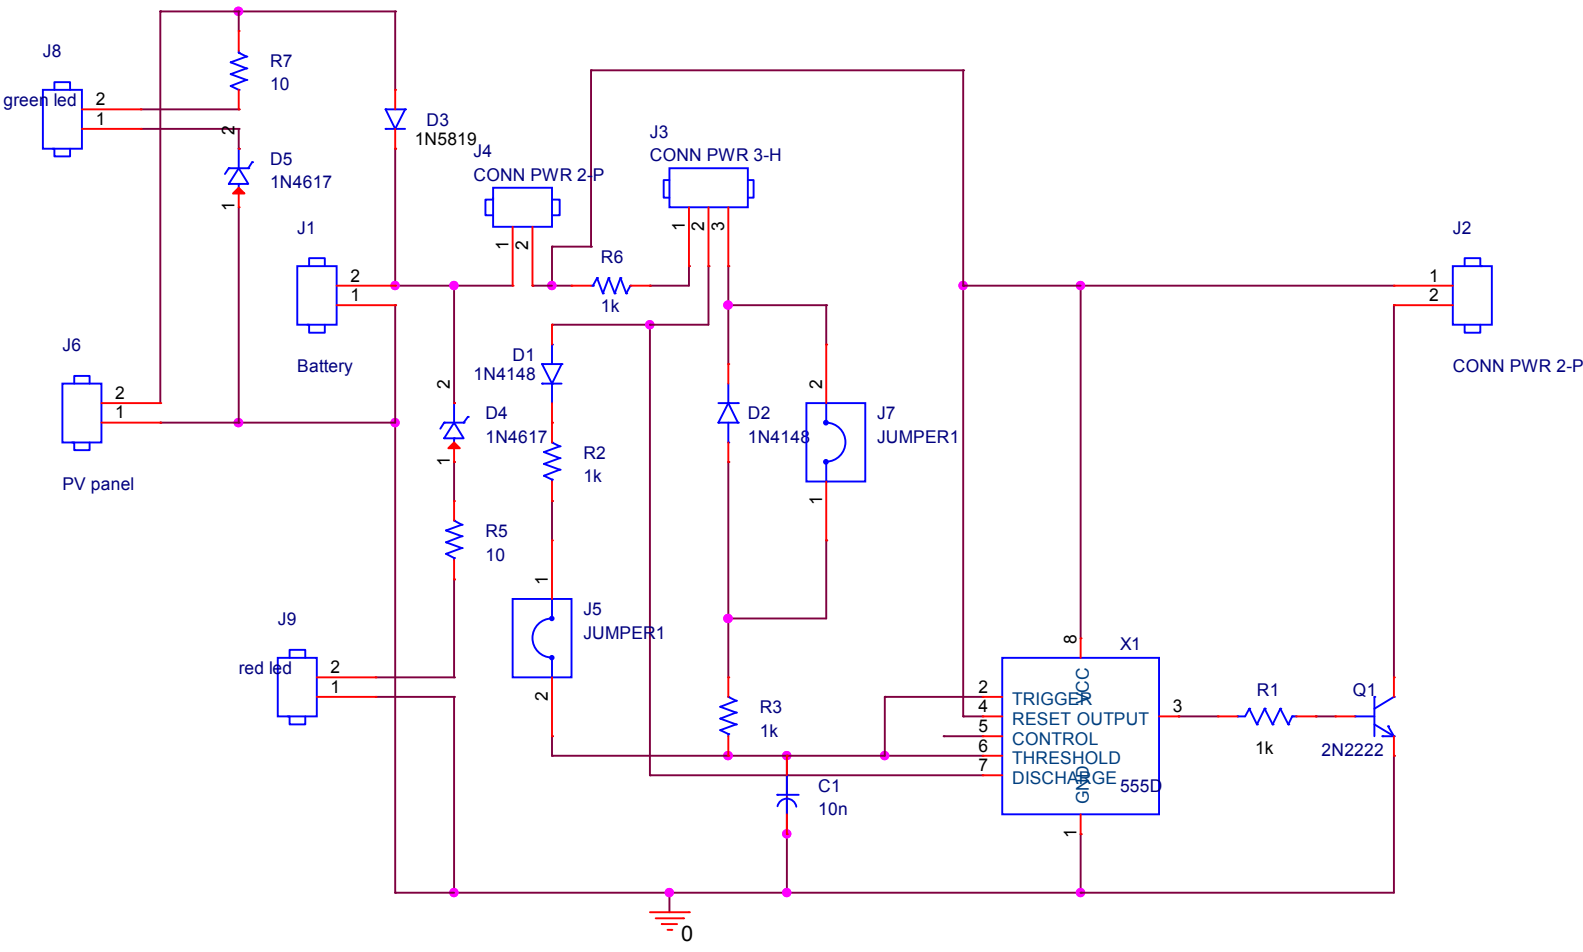 J8
green led
2
1
R7
10
2
D5
1N4617
1
D3
1N5819
J4
CONN PWR 2-P
1
2
J3
CONN PWR 3-H
1
2
3
J1
2
1
Battery
R6
1k
J2
1
2
CONN PWR 2-P
J6
2
1
PV panel
D1
1N4148
2
D4
1N4617
1
R2
1k
D2
1N4148
2
J7
JUMPER1
1
R5
10
1
J5
JUMPER1
2
J9
red led
2
1
R3
1k
C1
10n
X1
8
VCC
2
TRIGGER
4
RESET OUTPUT
5
CONTROL
6
THRESHOLD
7
DISCHARGE
GND
555D
1
3
R1
1k
Q1
2N2222
0